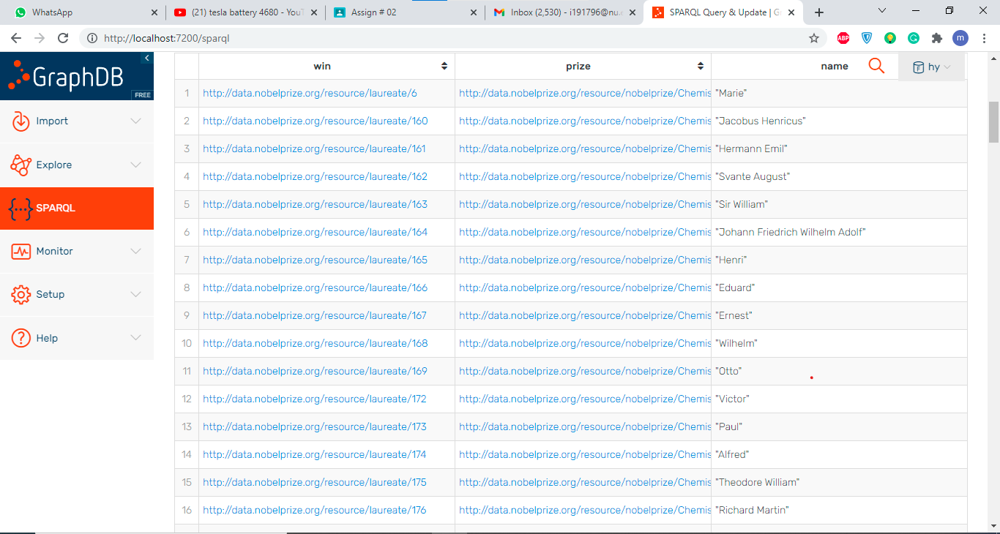 WhatsApp
(21) tesla battery 4680 - YouT
Assign # 02
Inbox (2,530) - i191796@nu.e
SPARQL Query & Update | G
http://localhost:7200/sparql
ABP
m
GraphDB
FREE
Import
Explore
SPARQL
Monitor
Setup
Help
win prize name
hy
1 http://data.nobelprize.org/resource/laureate/6 http://data.nobelprize.org/resource/nobelprize/Chemis "Marie"
2 http://data.nobelprize.org/resource/laureate/160 http://data.nobelprize.org/resource/nobelprize/Chemis "Jacobus Henricus"
3 http://data.nobelprize.org/resource/laureate/161 http://data.nobelprize.org/resource/nobelprize/Chemis "Hermann Emil"
4 http://data.nobelprize.org/resource/laureate/162 http://data.nobelprize.org/resource/nobelprize/Chemis "Svante August"
5 http://data.nobelprize.org/resource/laureate/163 http://data.nobelprize.org/resource/nobelprize/Chemis "Sir William"
6 http://data.nobelprize.org/resource/laureate/164 http://data.nobelprize.org/resource/nobelprize/Chemis "Johann Friedrich Wilhelm Adolf"
7 http://data.nobelprize.org/resource/laureate/165 http://data.nobelprize.org/resource/nobelprize/Chemis "Henri"
8 http://data.nobelprize.org/resource/laureate/166 http://data.nobelprize.org/resource/nobelprize/Chemis "Eduard"
9 http://data.nobelprize.org/resource/laureate/167 http://data.nobelprize.org/resource/nobelprize/Chemis "Ernest"
10 http://data.nobelprize.org/resource/laureate/168 http://data.nobelprize.org/resource/nobelprize/Chemis "Wilhelm"
11 http://data.nobelprize.org/resource/laureate/169 http://data.nobelprize.org/resource/nobelprize/Chemis "Otto"
12 http://data.nobelprize.org/resource/laureate/172 http://data.nobelprize.org/resource/nobelprize/Chemis "Victor"
13 http://data.nobelprize.org/resource/laureate/173 http://data.nobelprize.org/resource/nobelprize/Chemis "Paul"
14 http://data.nobelprize.org/resource/laureate/174 http://data.nobelprize.org/resource/nobelprize/Chemis "Alfred"
15 http://data.nobelprize.org/resource/laureate/175 http://data.nobelprize.org/resource/nobelprize/Chemis "Theodore William"
16 http://data.nobelprize.org/resource/laureate/176 http://data.nobelprize.org/resource/nobelprize/Chemis "Richard Martin"